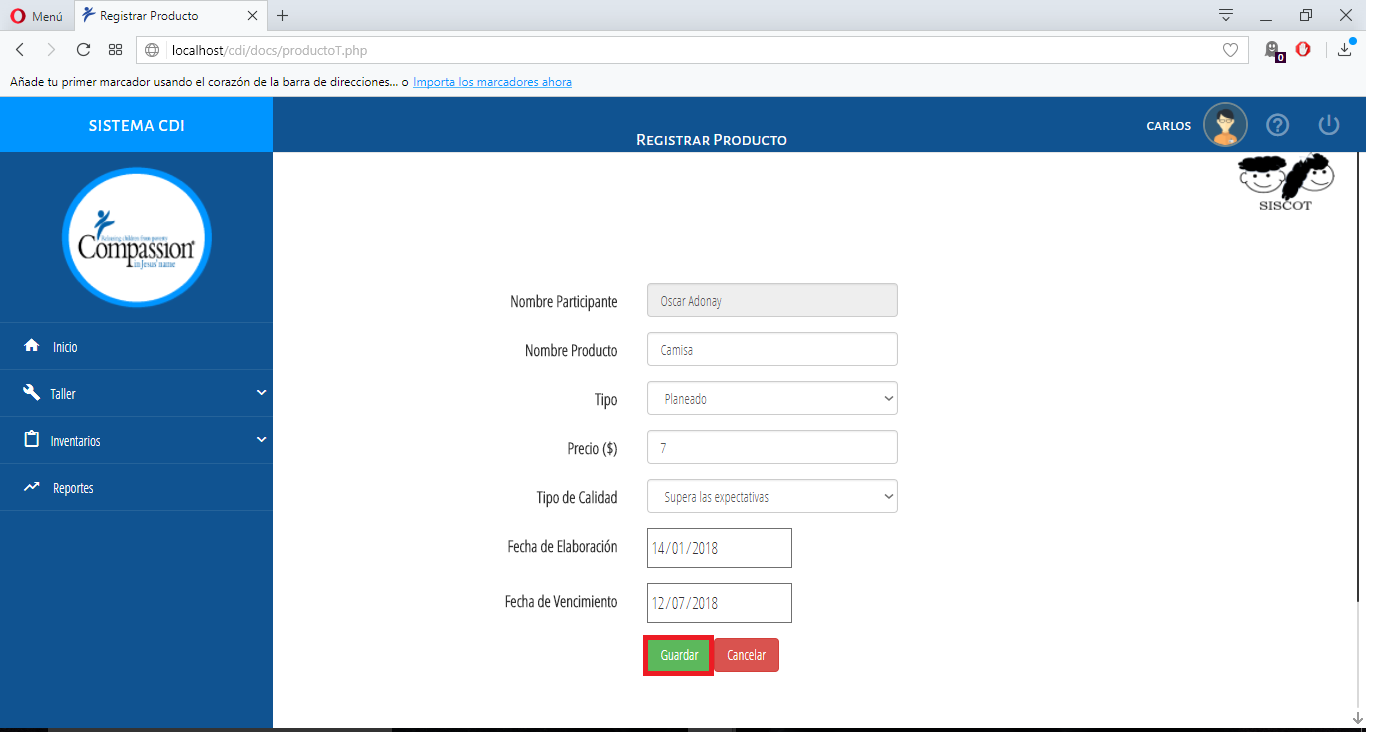 Menú
Registrar Producto
localhost/cdi/docs/productoT.php
0
Añade tu primer marcador usando el corazón de la barra de direcciones... o Importa los marcadores ahora
SISTEMA CDI
REGISTRAR PRODUCTO
CARLOS
SISCOT
Releasing children from poverty
Compassion®
in Jesus' name
Inicio
Taller
Inventarios
Reportes
Nombre Participante Oscar Adonay
Nombre Producto Camisa
Tipo Planeado
Precio ($) 7
Tipo de Calidad Supera las expectativas
Fecha de Elaboración 14/01/2018
Fecha de Vencimiento 12/07/2018
Guardar Cancelar